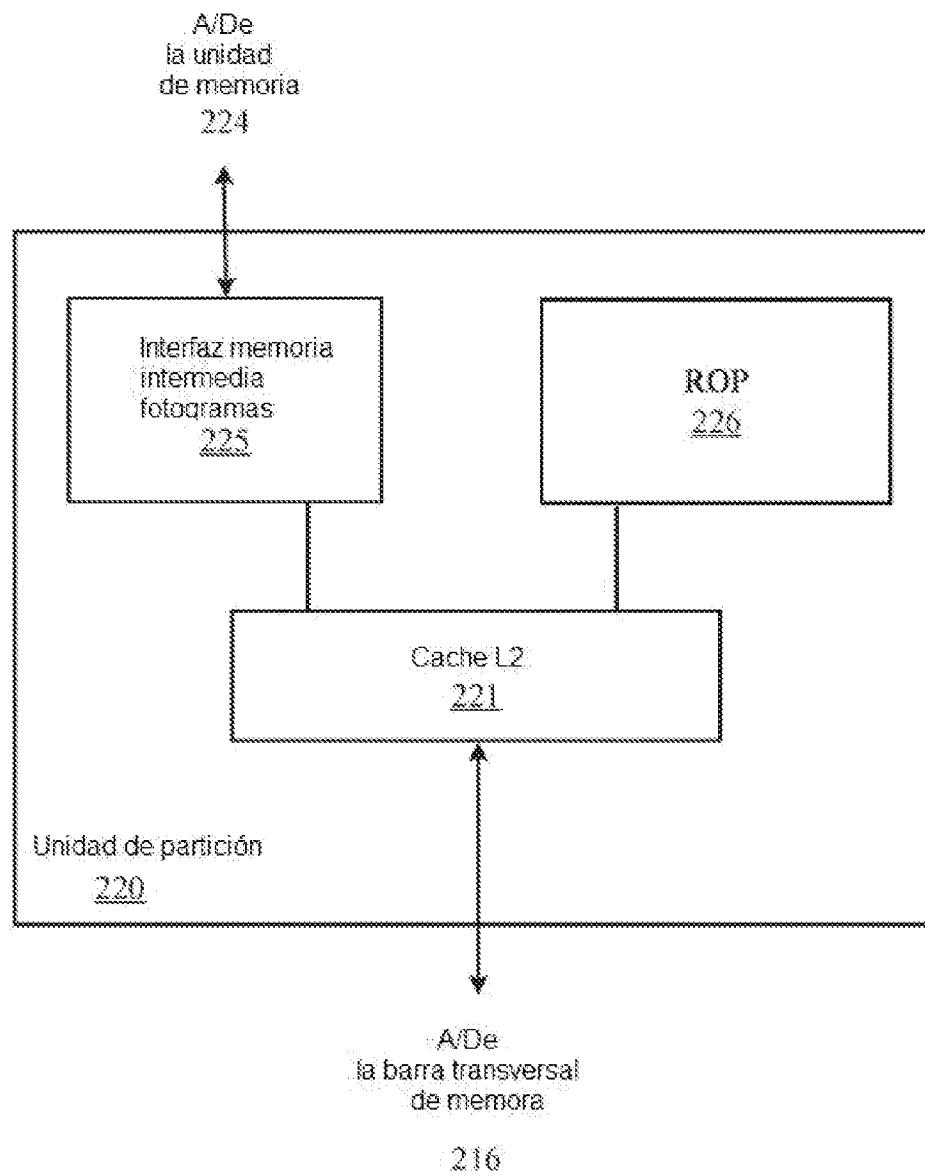 A/De
la unidad
de memoria
224
Interfaz memoria
intermedia
fotogramas
225
ROP
226
Cache L2
221
Unidad de partición
220
A/De
la barra transversal
de memora
216